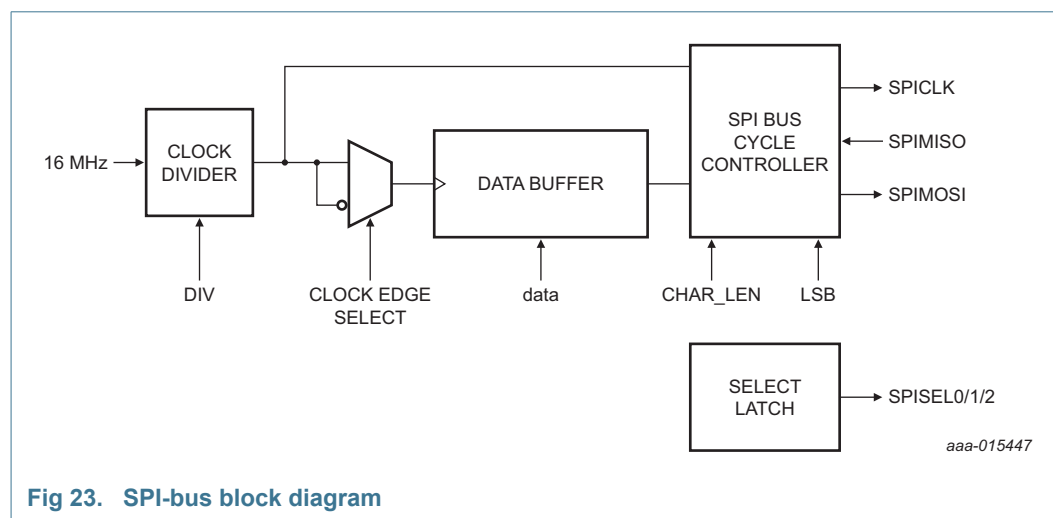 16 MHz
CLOCK
DIVIDER
DIV
CLOCK EDGE
SELECT
DATA BUFFER
data
SPI BUS
CYCLE
CONTROLLER
CHAR_LEN
LSB
SPICLK
SPIMISO
SPIMOSI
SELECT
LATCH
SPISEL0/1/2
aaa-015447
Fig 23. SPI-bus block diagram